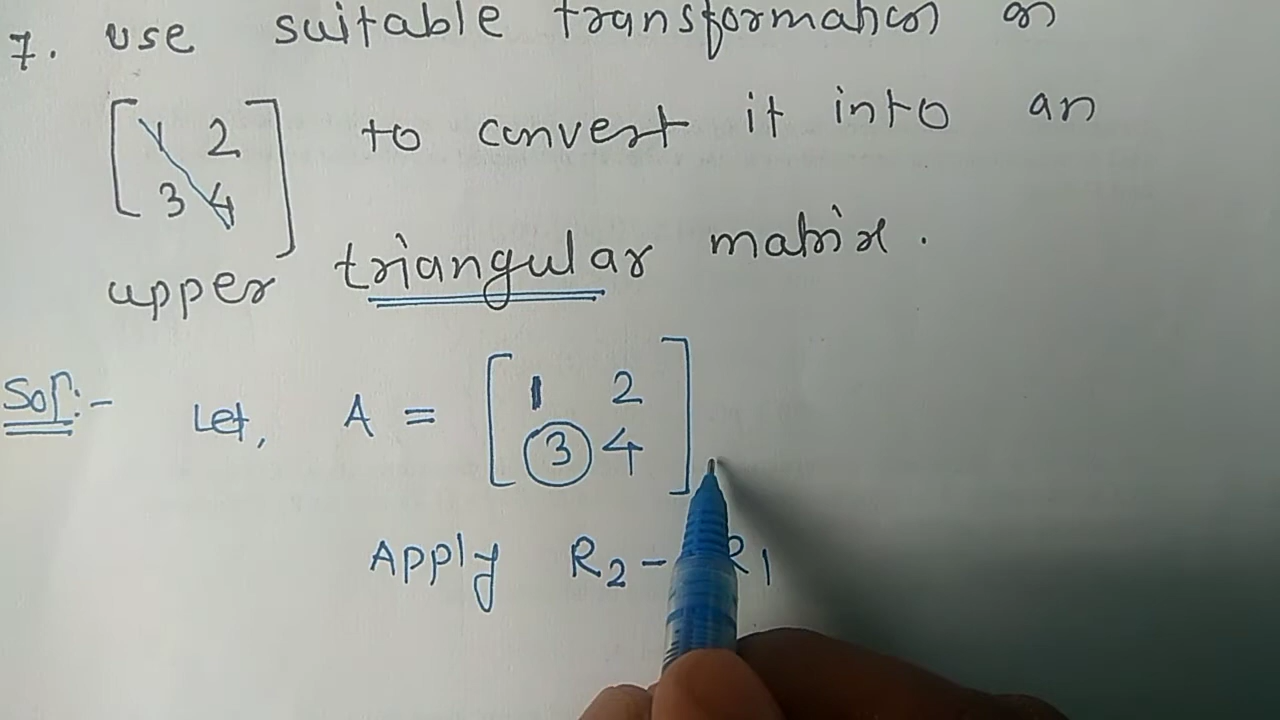 7. use suitable transformation on
[1 2
3 4] to convert it into an
upper triangular matrix.
Sol:- Let, A = [1 2
3 4]
Apply R2 - R1